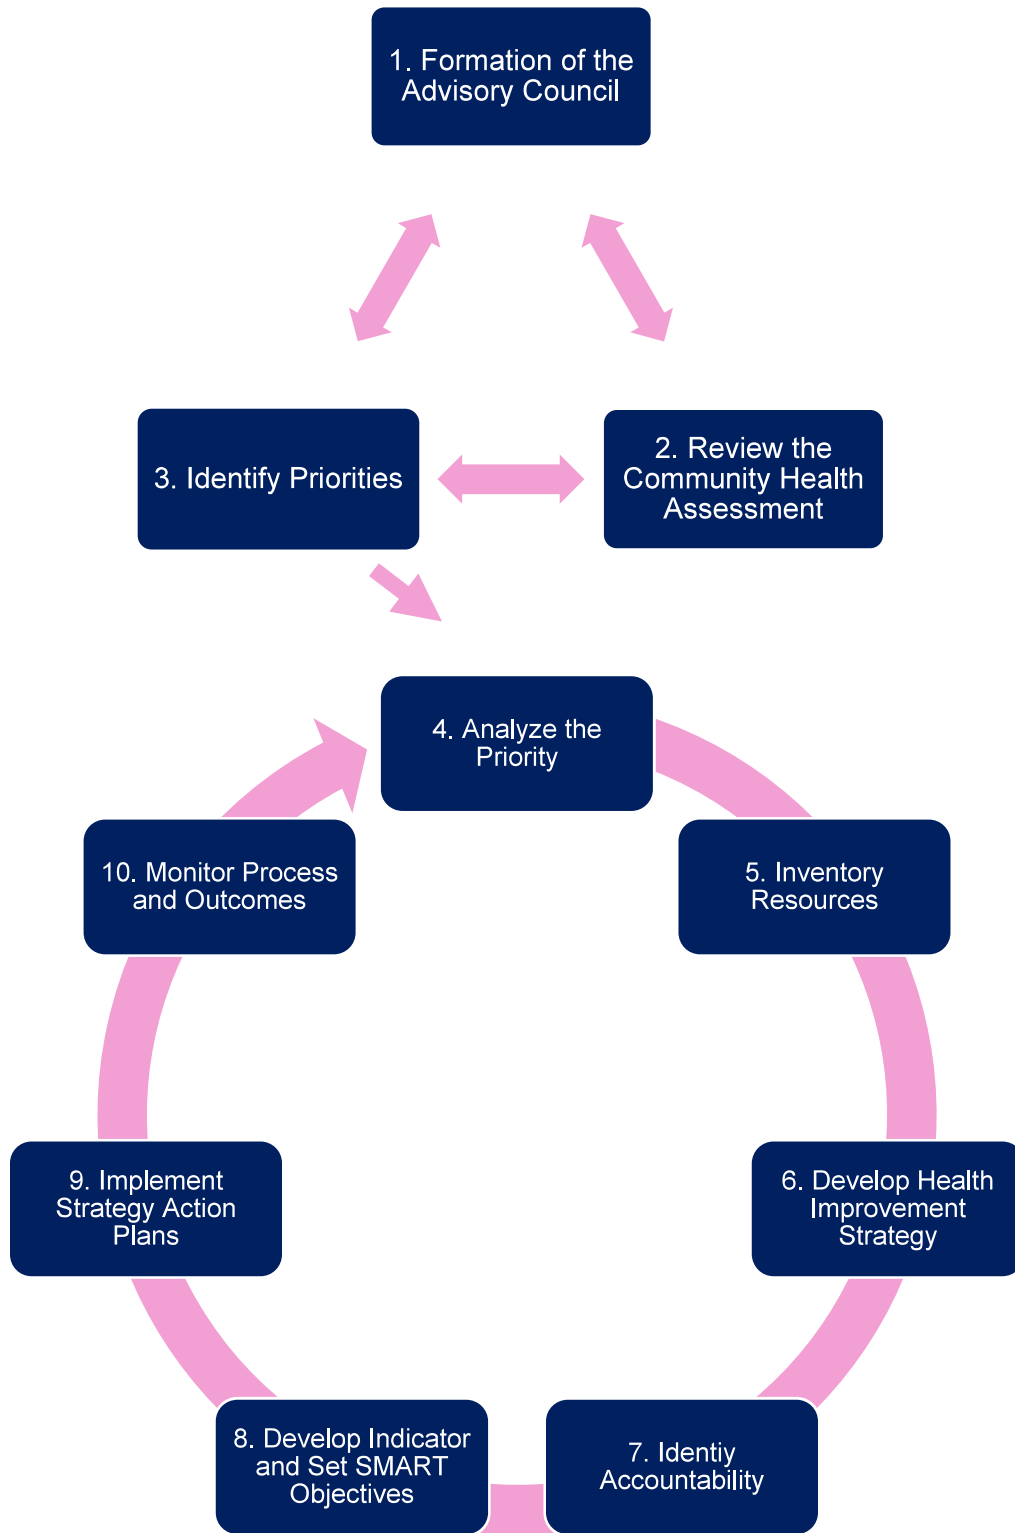 1. Formation of the
Advisory Council
3. Identify Priorities
2. Review the
Community Health
Assessment
4. Analyze the
Priority
10. Monitor Process
and Outcomes
5. Inventory
Resources
9. Implement
Strategy Action
Plans
6. Develop Health
Improvement
Strategy
8. Develop Indicator
and Set SMART
Objectives
7. Identiy
Accountability